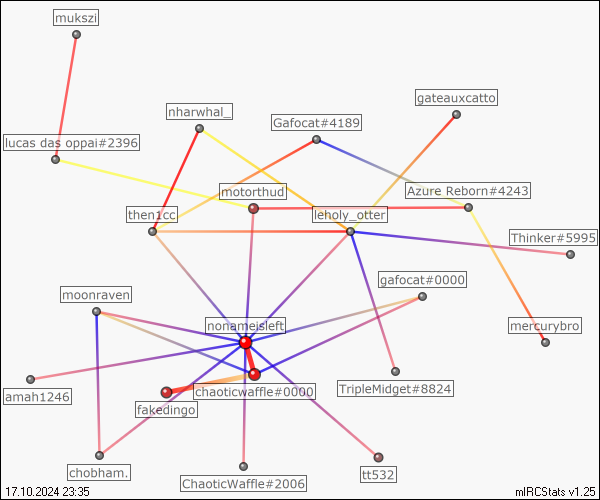 mukszi
gateauxcatto
nharwhal_
Gafocat#4189
lucas das oppai#2396
motorthud
Azure Reborn#4243
then1cc
leholy_otter
Thinker#5995
gafocat#0000
moonraven
nonameisleft
mercurybro
chaoticwaffle#0000
TripleMidget#8824
amah1246
fakedingo
chobham.
tt532
ChaoticWaffle#2006
17.10.2024 23:35
mIRCStats v1.25